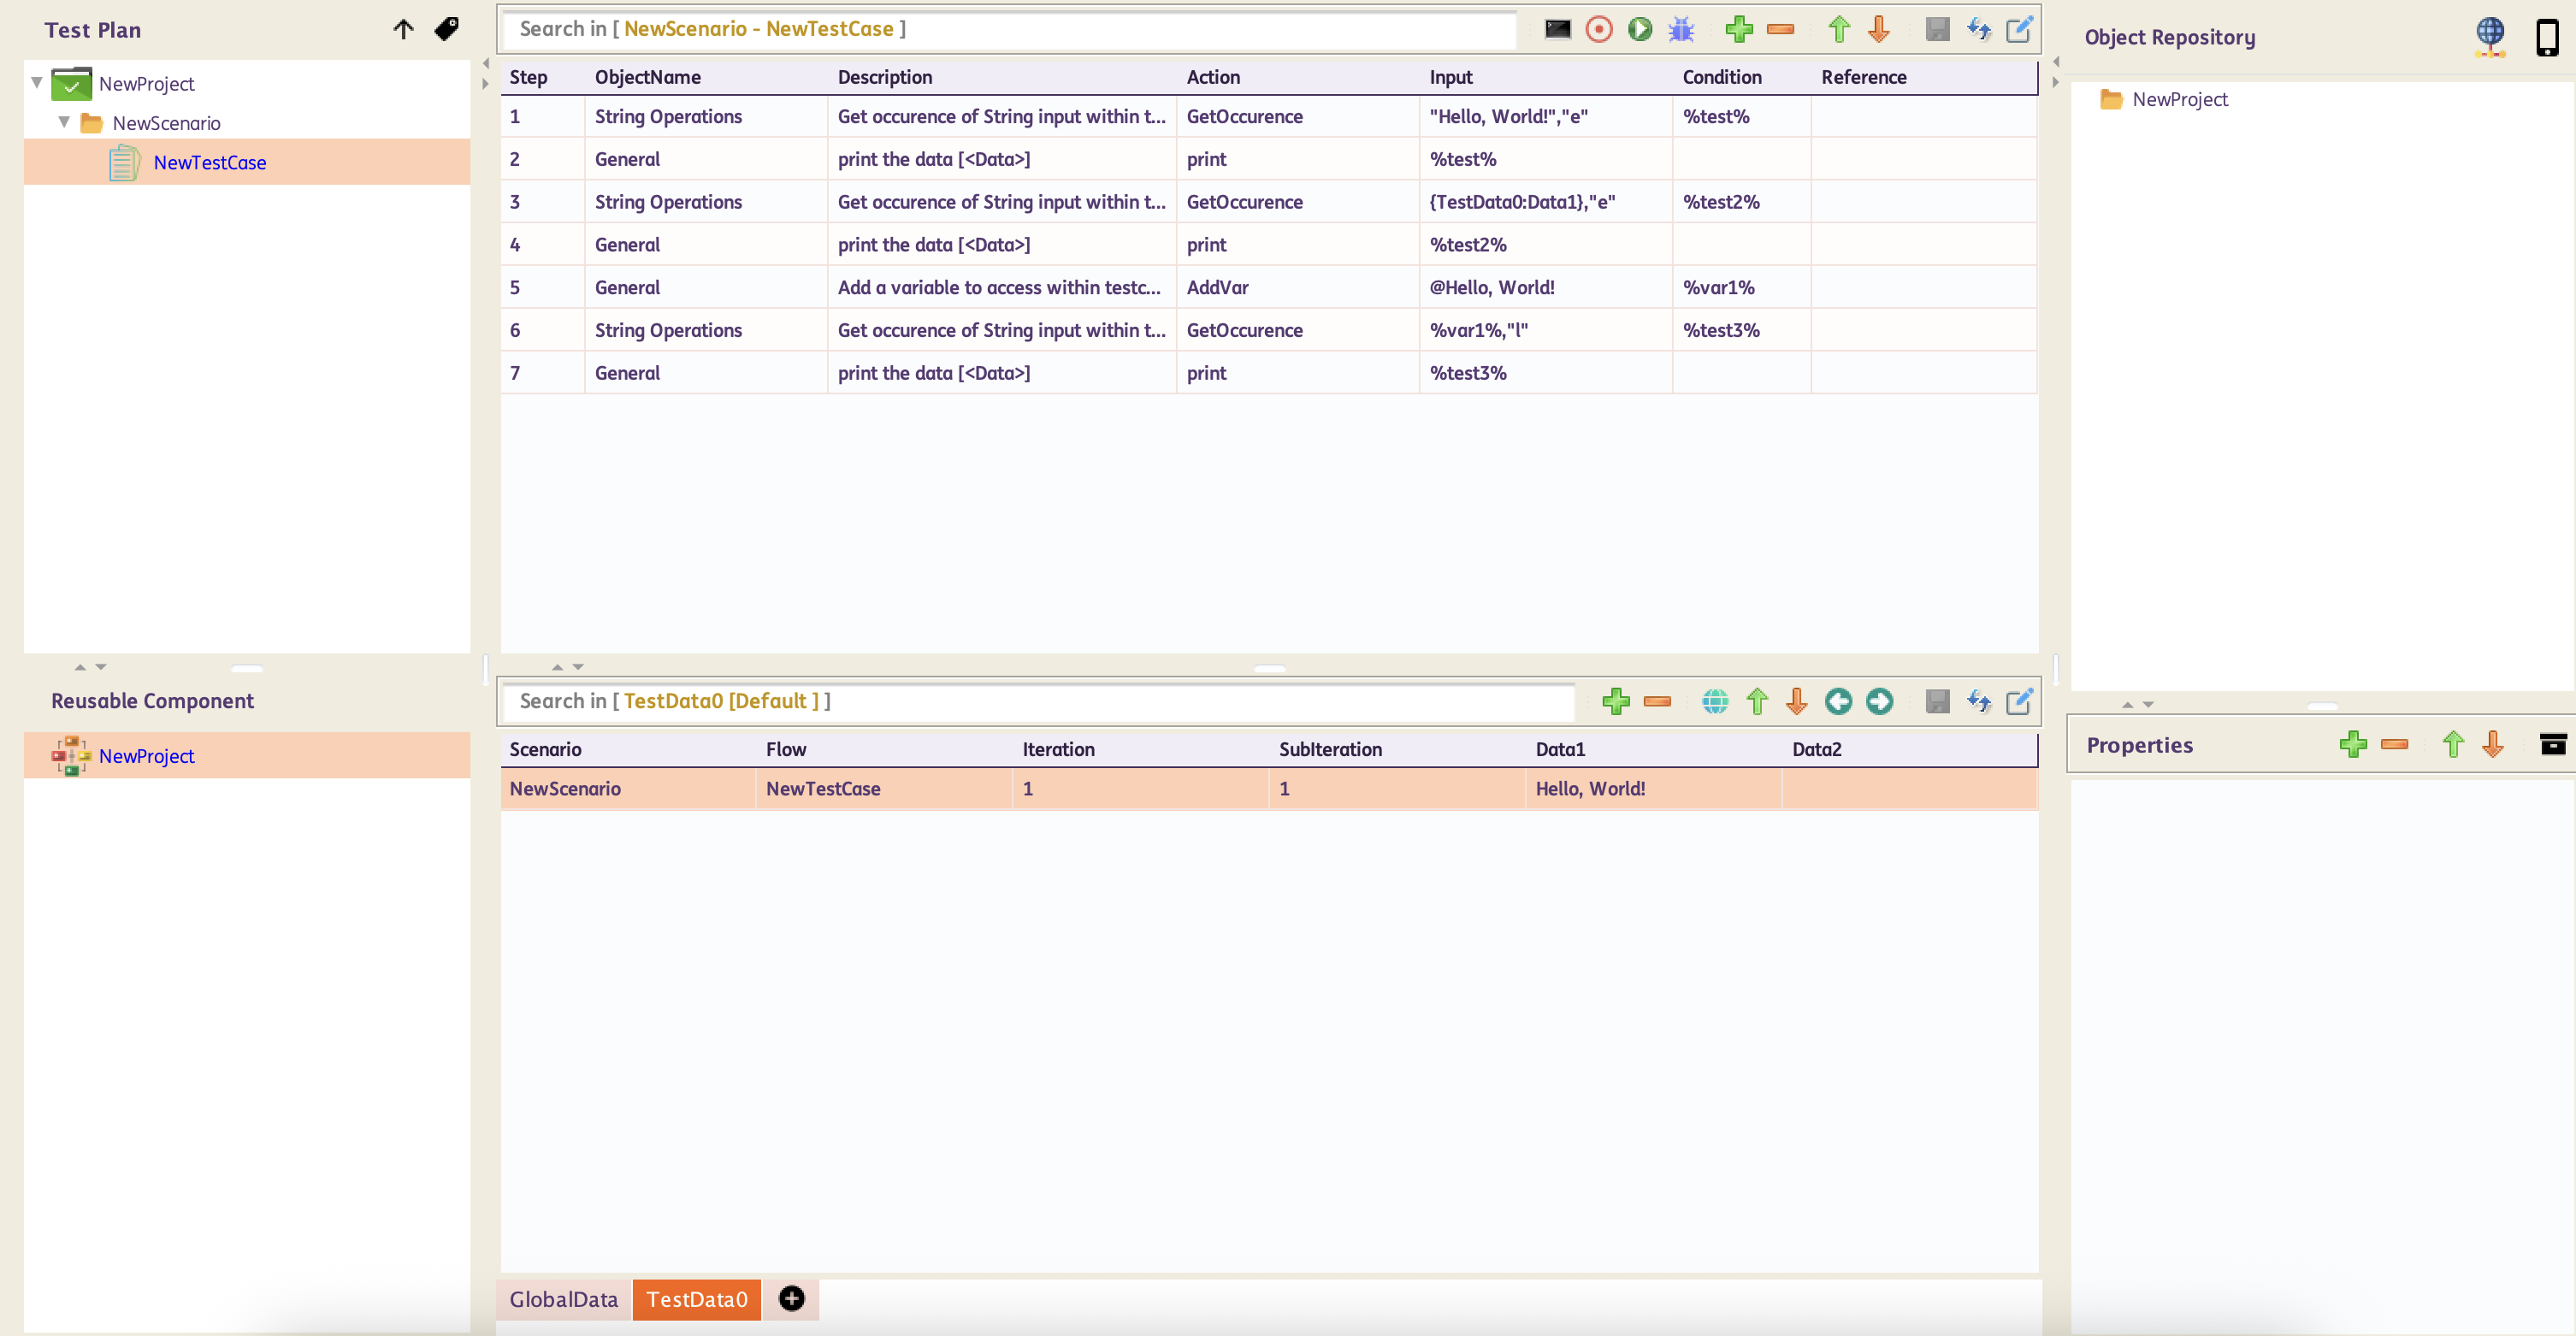 Test Plan
NewProject
NewScenario
NewTestCase
Reusable Component
NewProject
Search in [ NewScenario - NewTestCase ]
Step ObjectName Description Action Input Condition Reference
1 String Operations Get occurence of String input within t... GetOccurence "Hello, World!","e" %test%
2 General print the data [<Data>] print %test%
3 String Operations Get occurence of String input within t... GetOccurence {TestData0:Data1},"e" %test2%
4 General print the data [<Data>] print %test2%
5 General Add a variable to access within testc... AddVar @Hello, World! %var1%
6 String Operations Get occurence of String input within t... GetOccurence %var1%,"l" %test3%
7 General print the data [<Data>] print %test3%
Search in [ TestData0 [Default ] ]
Scenario Flow Iteration SubIteration Data1 Data2
NewScenario NewTestCase 1 1 Hello, World!
GlobalData TestData0
Object Repository
NewProject
Properties